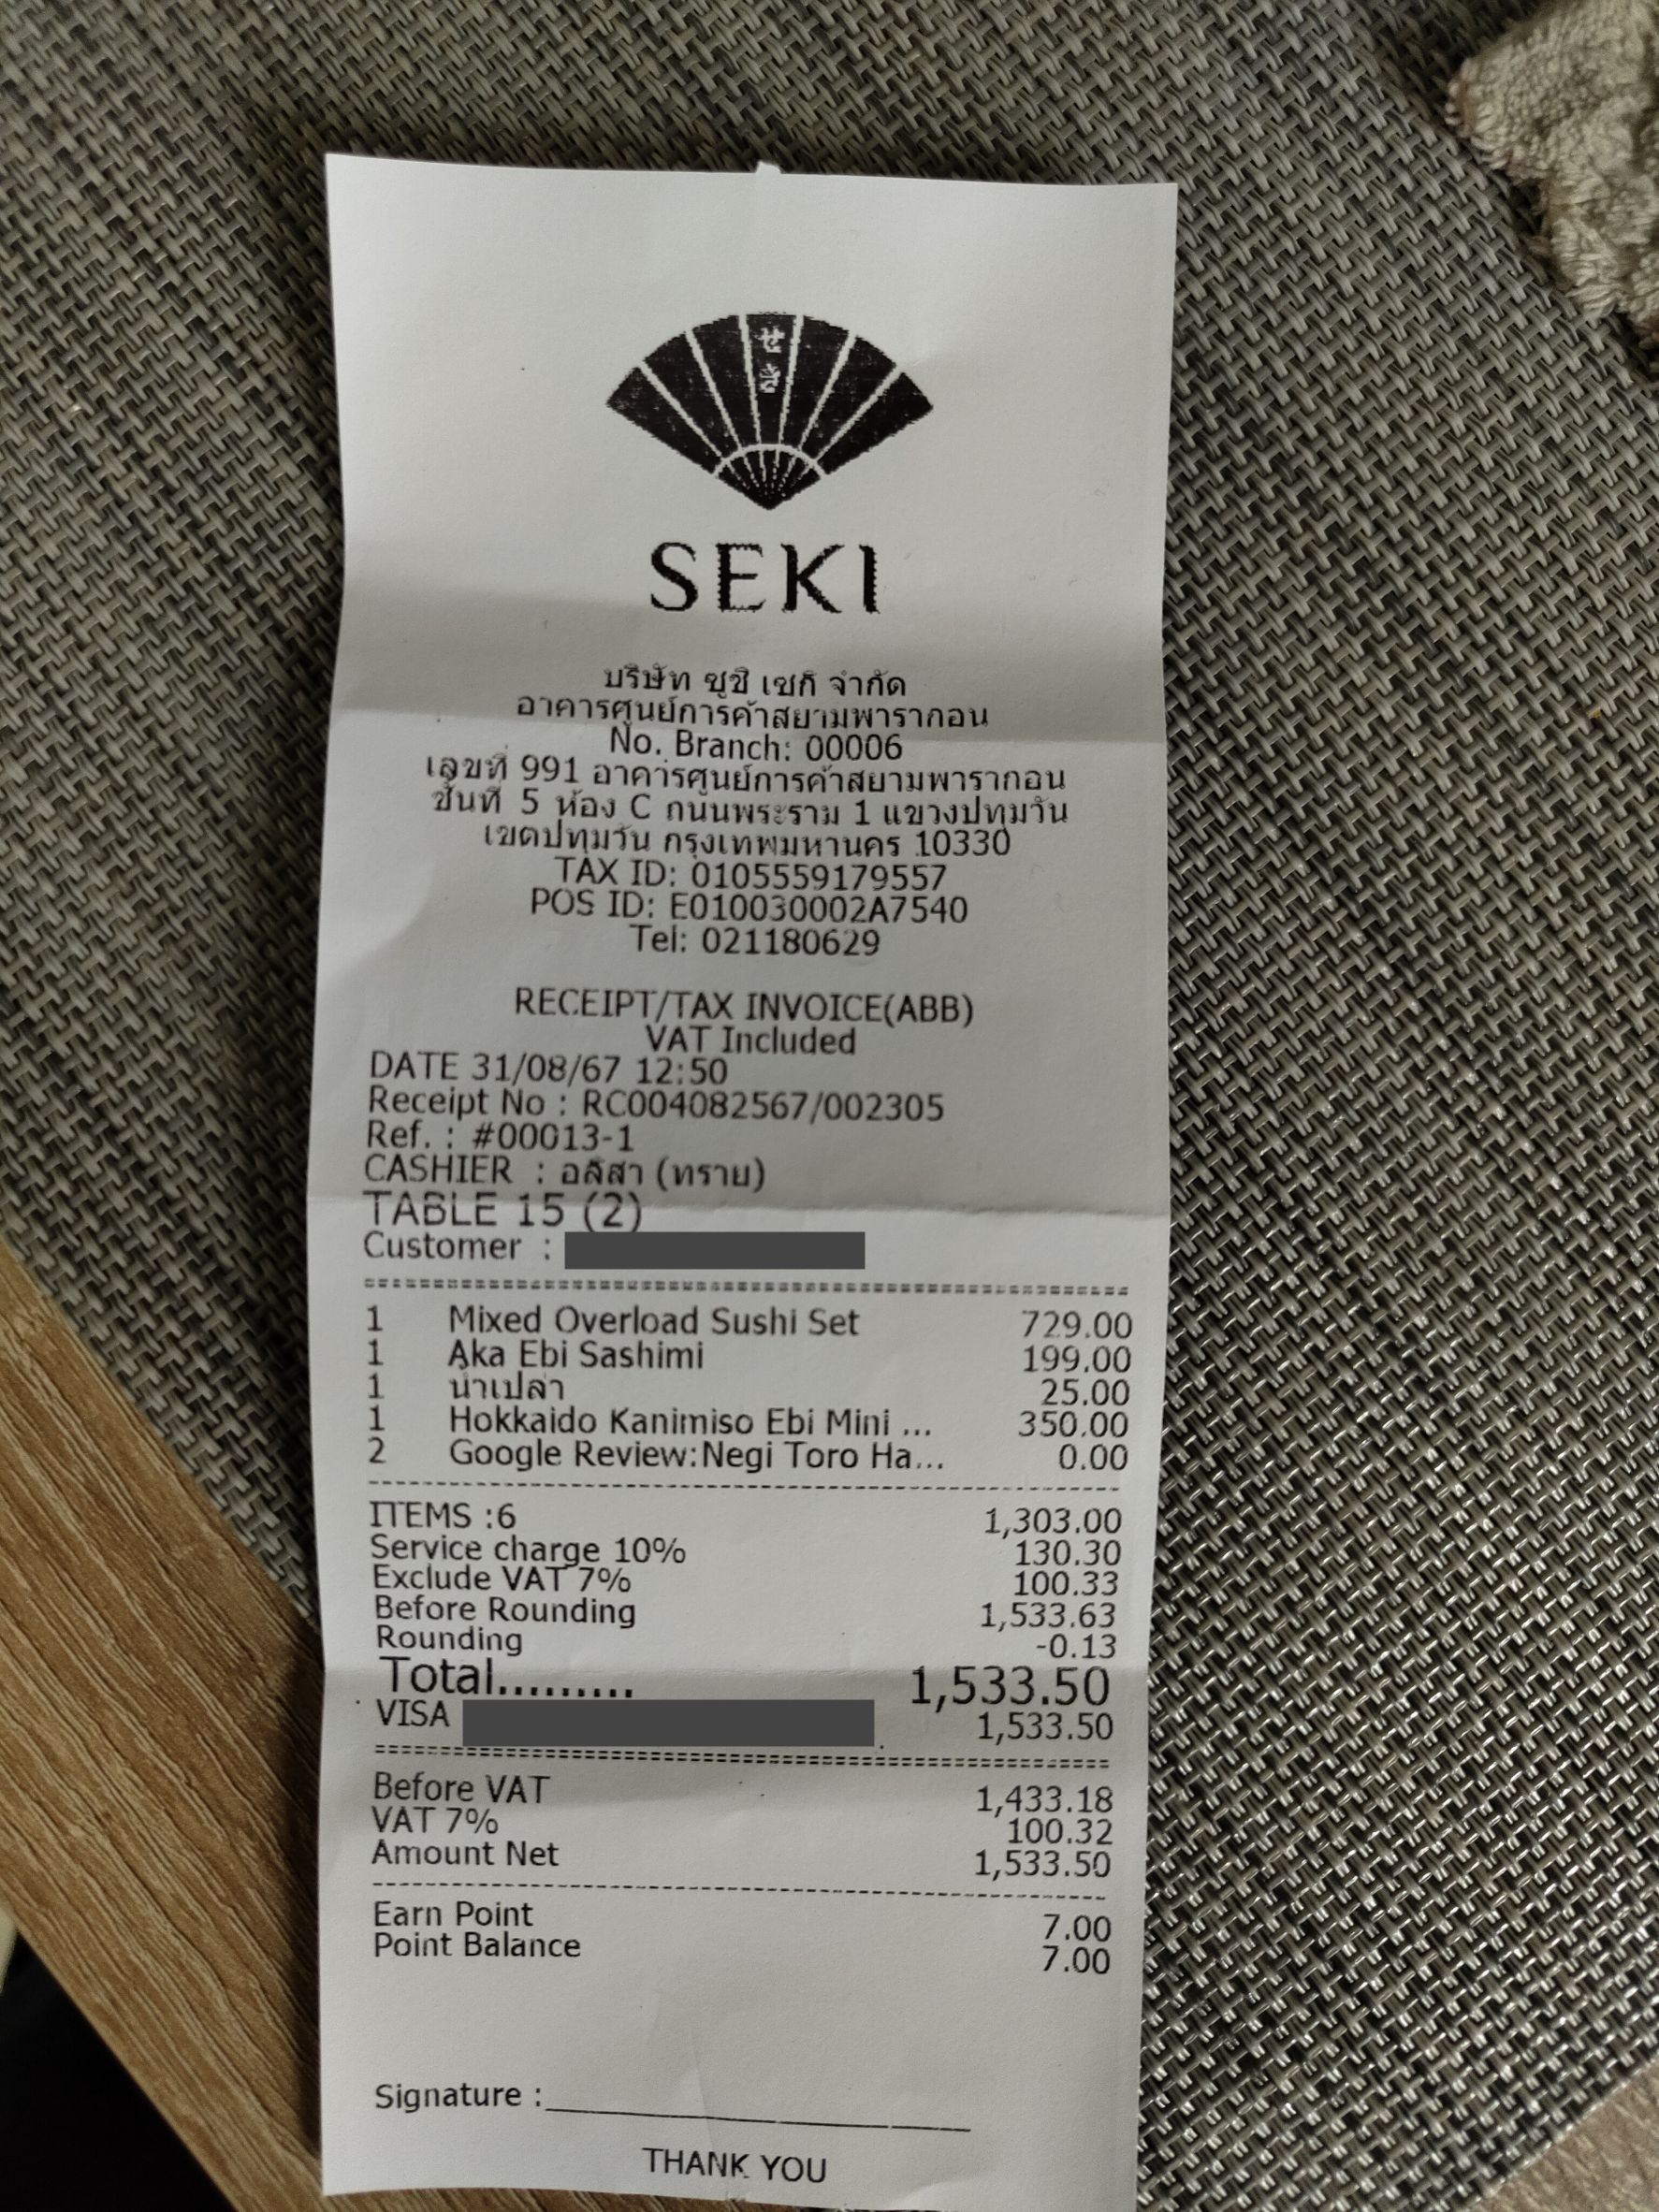 せ
き
SEKI
บริษัท ซูชิ เซกิ จำกัด
อาคารศูนย์การค้าสยามพารากอน
No. Branch: 00006
เลขที่ 991 อาคารศูนย์การค้าสยามพารากอน
ชั้นที่ 5 ห้อง C ถนนพระราม 1 แขวงปทุมวัน
เขตปทุมวัน กรุงเทพมหานคร 10330
TAX ID: 0105559179557
POS ID: E010030002A7540
Tel: 021180629
RECEIPT/TAX INVOICE(ABB)
VAT Included
DATE 31/08/67 12:50
Receipt No : RC004082567/002305
Ref. : #00013-1
CASHIER : อลิสา (ทราย)
TABLE 15 (2)
Customer :
1 Mixed Overload Sushi Set 729.00
1 Aka Ebi Sashimi 199.00
1 น้ำเปล่า 25.00
1 Hokkaido Kanimiso Ebi Mini ... 350.00
2 Google Review:Negi Toro Ha... 0.00
ITEMS :6 1,303.00
Service charge 10% 130.30
Exclude VAT 7% 100.33
Before Rounding 1,533.63
Rounding -0.13
Total......... 1,533.50
VISA 1,533.50
Before VAT 1,433.18
VAT 7% 100.32
Amount Net 1,533.50
Earn Point 7.00
Point Balance 7.00
Signature :
THANK YOU